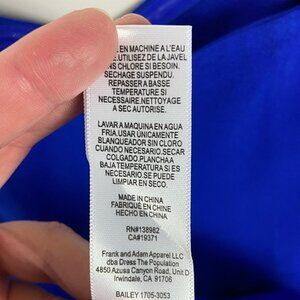 EN MACHINE A L'EAU
UTILISEZ DE LA JAVEL
SANS CHLORE SI BESOIN.
SECHAGE SUSPENDU.
REPASSER A BASSE
TEMPERATURE SI
NECESSAIRE.NETTOYAGE
A SEC AUTORISE.
LAVAR A MAQUINA EN AGUA
FRIA.USAR ÚNICAMENTE
BLANQUEADOR SIN CLORO
CUANDO NECESARIO.SECAR
COLGADO.PLANCHA A
BAJA TEMPERATURA SI ES
NECESARIO.SE PUEDE
LIMPIAR EN SECO.
MADE IN CHINA
FABRIQUÉ EN CHINE
HECHO EN CHINA
RN#138982
CA#19371
Frank and Adam Apparel LLC
dba Dress The Population
4850 Azusa Canyon Road, Unit D
Irwindale, CA 91706
BAILEY 1705-3053